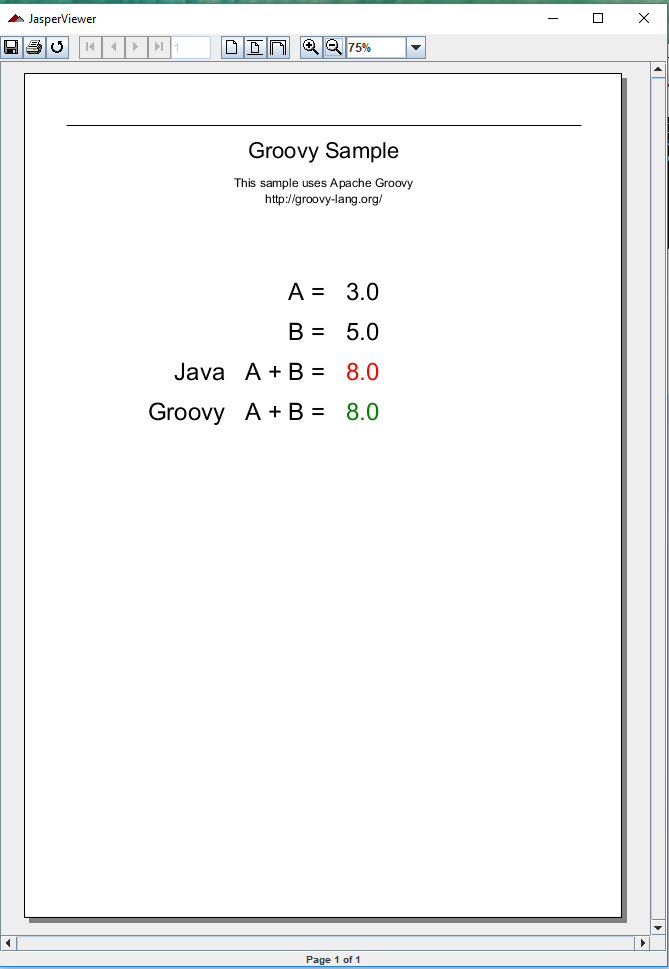 JasperViewer
1
75%
Groovy Sample
This sample uses Apache Groovy
http://groovy-lang.org/
A = 3.0
B = 5.0
Java A + B = 8.0
Groovy A + B = 8.0
Page 1 of 1